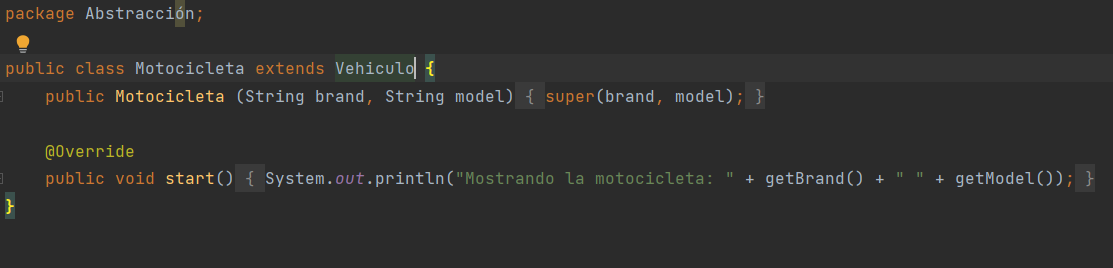 package Abstracción;
public class Motocicleta extends Vehiculo {
public Motocicleta (String brand, String model) { super(brand, model); }
@Override
public void start() { System.out.println("Mostrando la motocicleta: " + getBrand() + " " + getModel()); }
}